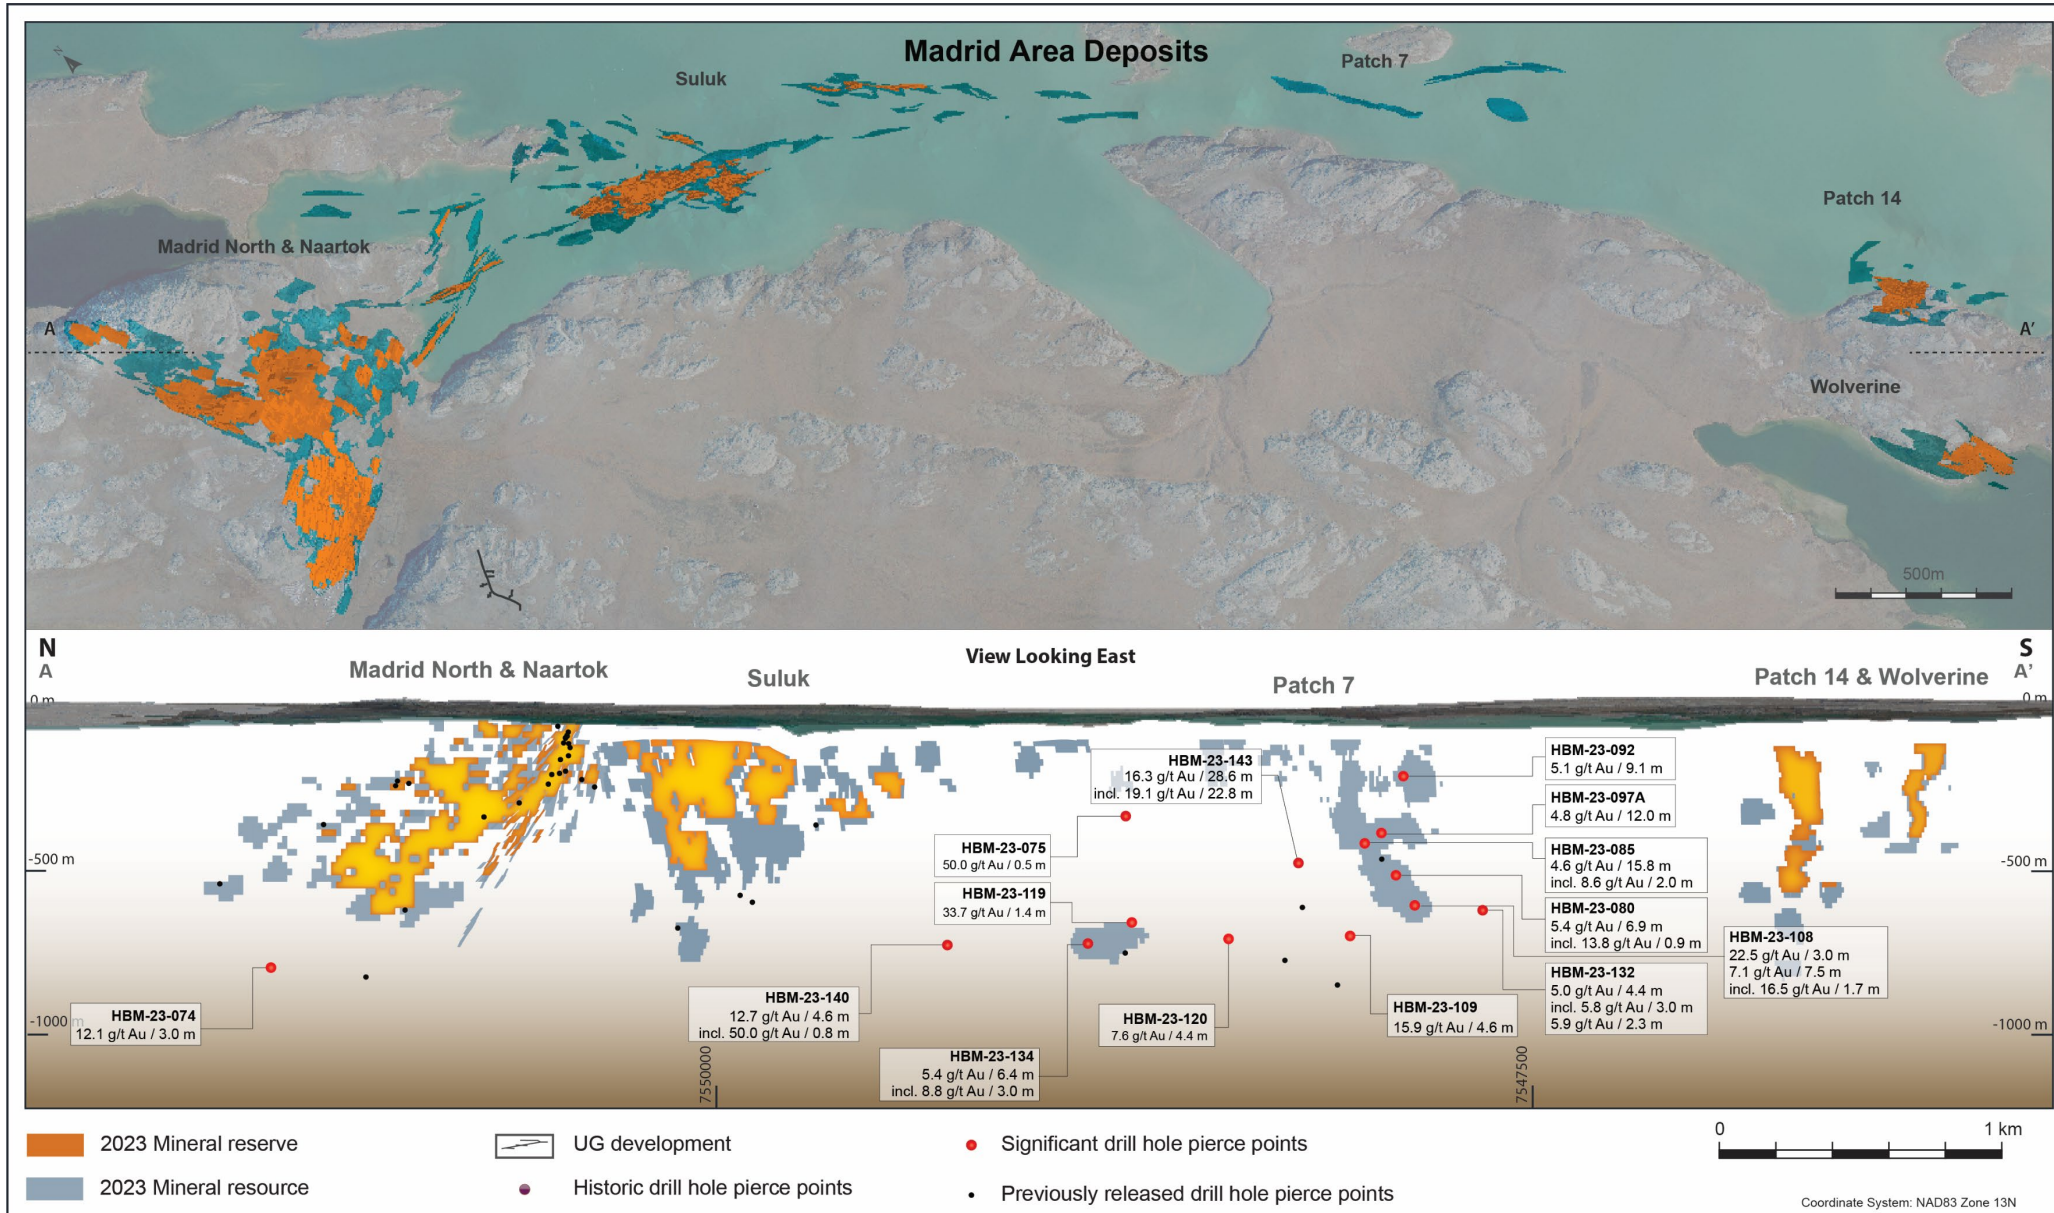 Madrid Area Deposits
N
Suluk
Patch 7
Patch 14
Madrid North & Naartok
A
A'
Wolverine
500m
N
A
View Looking East
S
A'
Madrid North & Naartok
Suluk
Patch 7
Patch 14 & Wolverine
0 m
0 m
-500 m
-500 m
-1000 m
-1000 m
HBM-23-143
16.3 g/t Au / 28.6 m
incl. 19.1 g/t Au / 22.8 m
HBM-23-092
5.1 g/t Au / 9.1 m
HBM-23-097A
4.8 g/t Au / 12.0 m
HBM-23-075
50.0 g/t Au / 0.5 m
HBM-23-085
4.6 g/t Au / 15.8 m
incl. 8.6 g/t Au / 2.0 m
HBM-23-119
33.7 g/t Au / 1.4 m
HBM-23-080
5.4 g/t Au / 6.9 m
incl. 13.8 g/t Au / 0.9 m
HBM-23-108
22.5 g/t Au / 3.0 m
7.1 g/t Au / 7.5 m
incl. 16.5 g/t Au / 1.7 m
HBM-23-132
5.0 g/t Au / 4.4 m
incl. 5.8 g/t Au / 3.0 m
5.9 g/t Au / 2.3 m
HBM-23-074
12.1 g/t Au / 3.0 m
HBM-23-140
12.7 g/t Au / 4.6 m
incl. 50.0 g/t Au / 0.8 m
HBM-23-120
7.6 g/t Au / 4.4 m
HBM-23-109
15.9 g/t Au / 4.6 m
HBM-23-134
5.4 g/t Au / 6.4 m
incl. 8.8 g/t Au / 3.0 m
7550000
7547500
2023 Mineral reserve
UG development
Significant drill hole pierce points
2023 Mineral resource
Historic drill hole pierce points
Previously released drill hole pierce points
0
1 km
Coordinate System: NAD83 Zone 13N